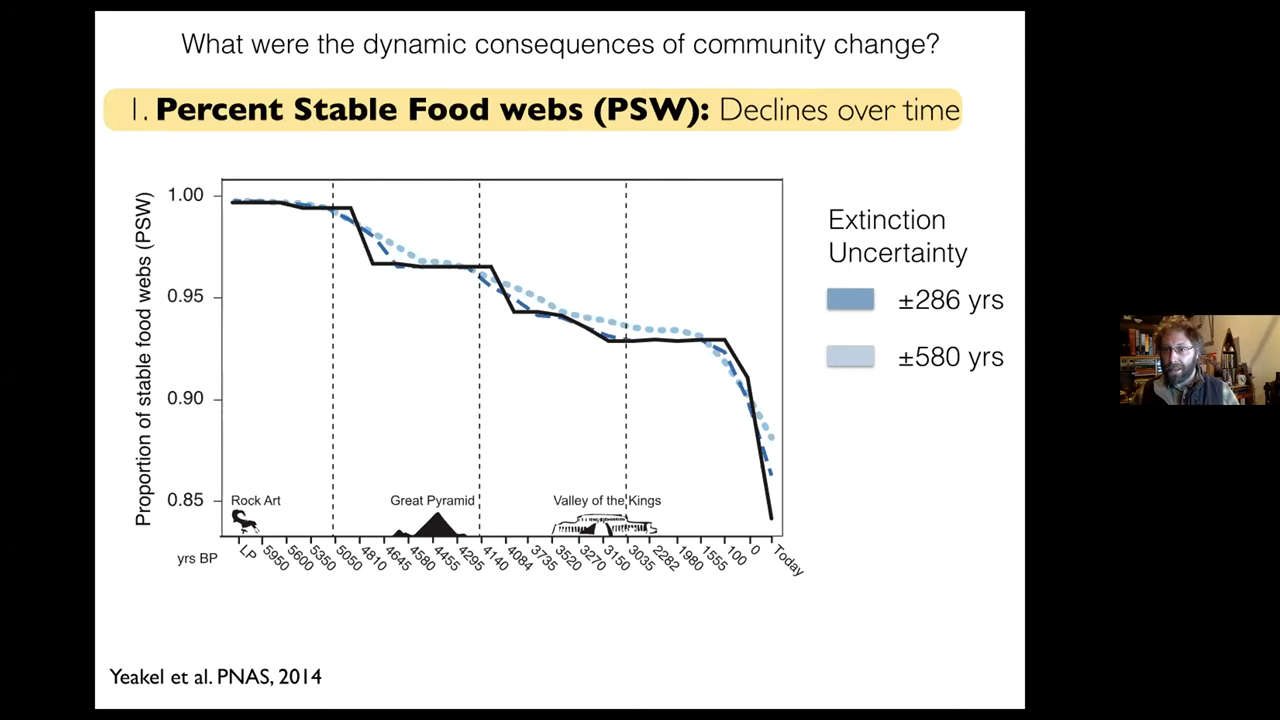 What were the dynamic consequences of community change?
1. Percent Stable Food webs (PSW): Declines over time
Proportion of stable food webs (PSW)
1.00
0.95
0.90
0.85
Rock Art
Great Pyramid
Valley of the Kings
yrs BP
LP
5950
5600
5350
5050
4810
4645
4580
4455
4295
4140
4084
3735
3520
3270
3150
3035
2282
1980
1555
100
0
Today
Extinction
Uncertainty
±286 yrs
±580 yrs
Yeakel et al. PNAS, 2014